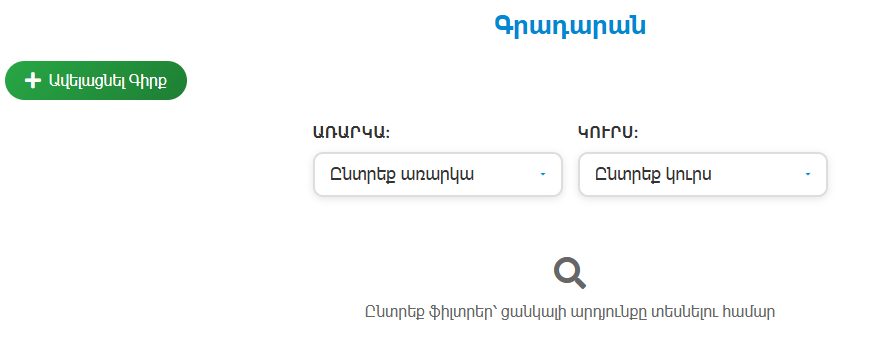 Գրադարան
Ավելացնել Գիրք
ԱՌԱՐԿԱ:
ԿՈՒՐՍ:
Ընտրեք առարկա
Ընտրեք կուրս
Ընտրեք ֆիլտրեր՝ ցանկալի արդյունքը տեսնելու համար